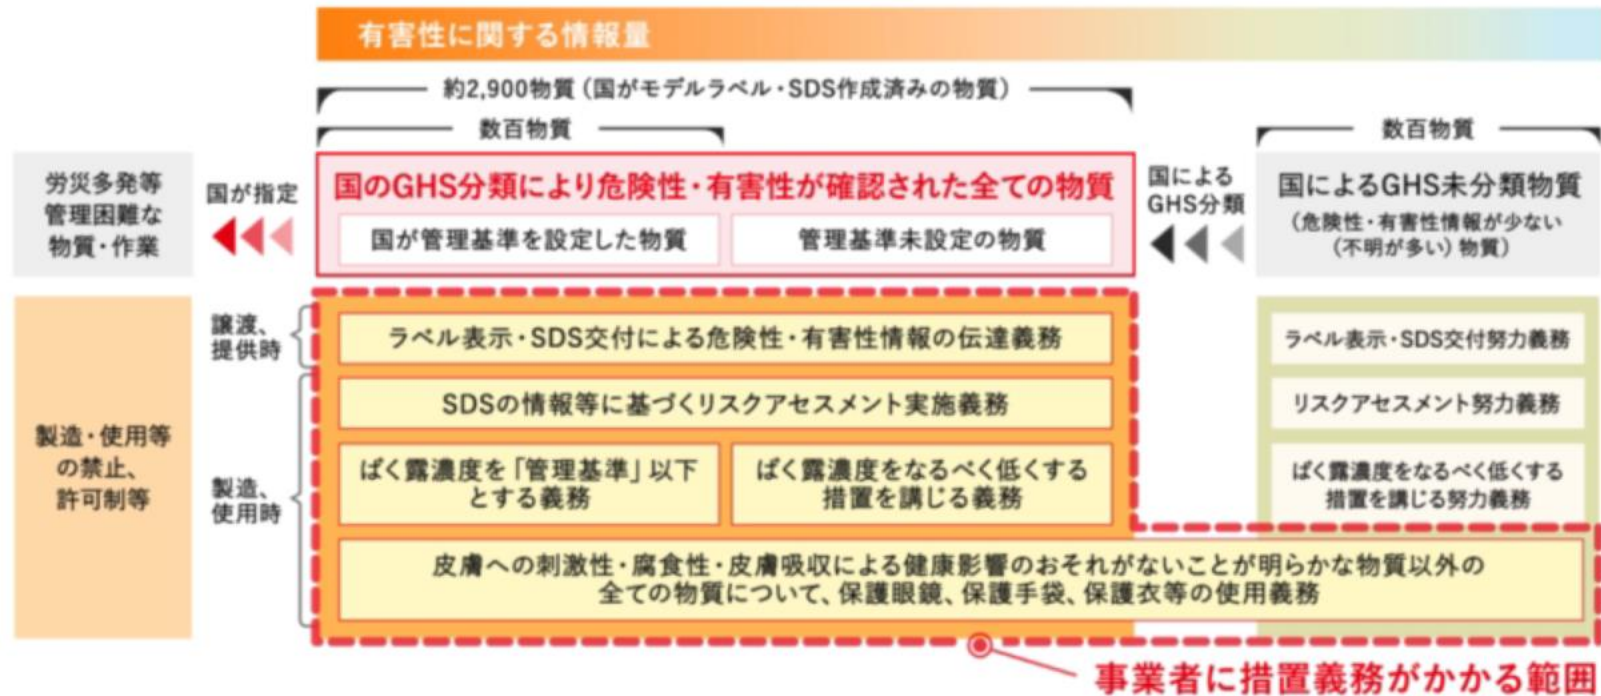 有害性に関する情報量
約2,900物質（国がモデルラベル・SDS作成済みの物質）
数百物質
数百物質
労災多発等
管理困難な
物質・作業
国が指定
国のGHS分類により危険性・有害性が確認された全ての物質
国が管理基準を設定した物質
管理基準未設定の物質
国による
GHS分類
国によるGHS未分類物質
（危険性・有害性情報が少ない
（不明が多い）物質）
製造・使用等
の禁止、
許可制等
譲渡、
提供時
ラベル表示・SDS交付による危険性・有害性情報の伝達義務
ラベル表示・SDS交付努力義務
製造、
使用時
SDSの情報等に基づくリスクアセスメント実施義務
リスクアセスメント努力義務
ばく露濃度を「管理基準」以下
とする義務
ばく露濃度をなるべく低くする
措置を講じる義務
ばく露濃度をなるべく低くする
措置を講じる努力義務
皮膚への刺激性・腐食性・皮膚吸収による健康影響のおそれがないことが明らかな物質以外の
全ての物質について、保護眼鏡、保護手袋、保護衣等の使用義務
事業者に措置義務がかかる範囲